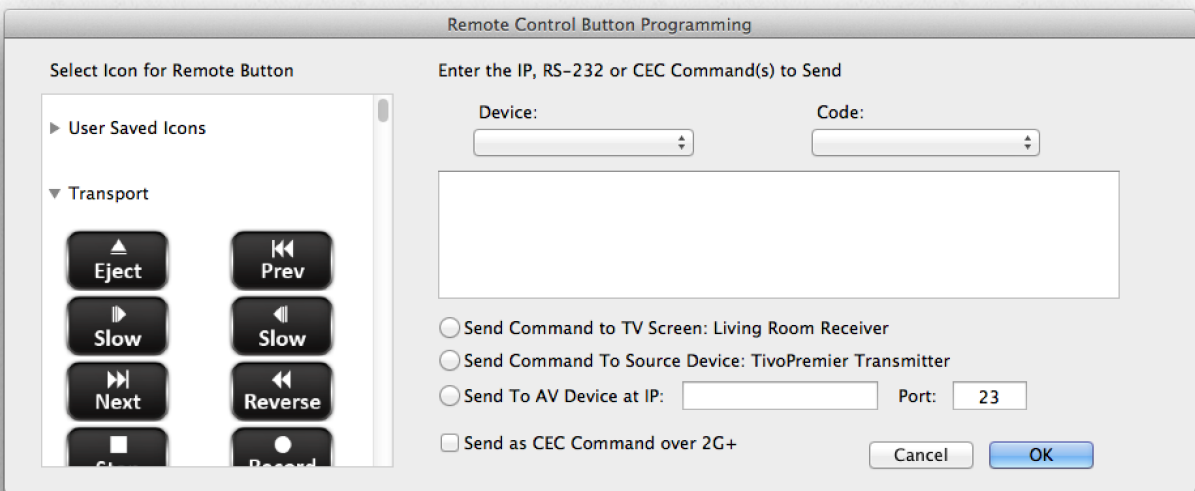 Remote Control Button Programming
Select Icon for Remote Button
Enter the IP, RS-232 or CEC Command(s) to Send
Device:
Code:
User Saved Icons
Transport
Eject
Prev
Slow
Slow
Next
Reverse
Stop
Record
Send Command to TV Screen: Living Room Receiver
Send Command To Source Device: TivoPremier Transmitter
Send To AV Device at IP:
Port: 23
Send as CEC Command over 2G+
Cancel
OK